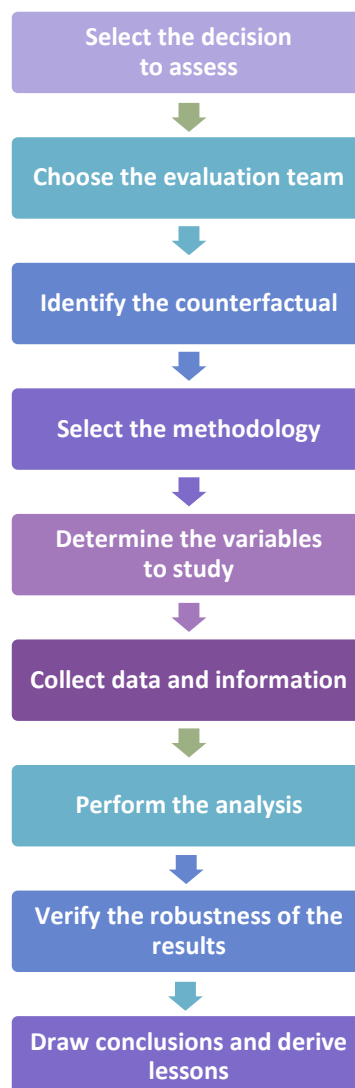 Select the decision
to assess
Choose the evaluation team
Identify the counterfactual
Select the methodology
Determine the variables
to study
Collect data and information
Perform the analysis
Verify the robustness of the
results
Draw conclusions and derive
lessons